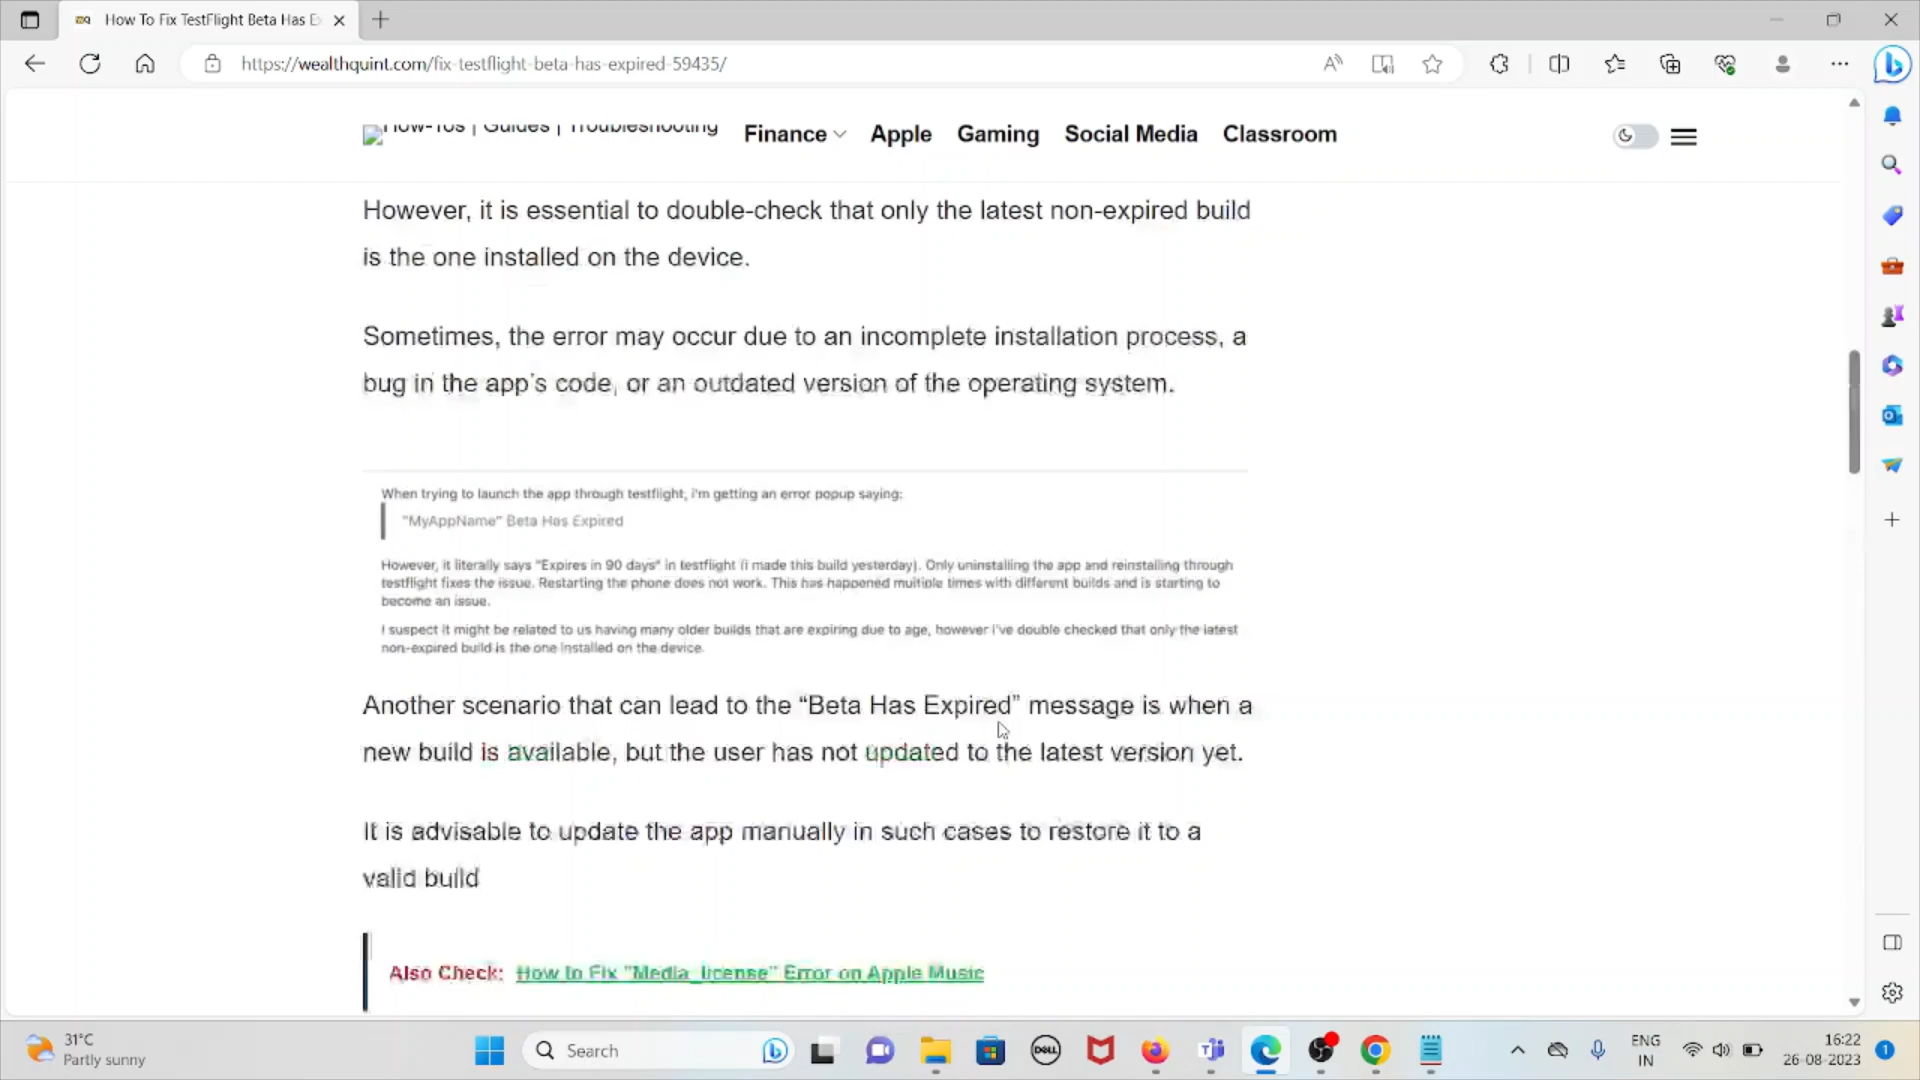 How To Fix TestFlight Beta Has E
https://wealthquint.com/fix-testflight-beta-has-expired-59435/
How-Tos | Guides | Troubleshooting
Finance
Apple
Gaming
Social Media
Classroom
However, it is essential to double-check that only the latest non-expired build
is the one installed on the device.
Sometimes, the error may occur due to an incomplete installation process, a
bug in the app's code, or an outdated version of the operating system.
When trying to launch the app through testflight, i'm getting an error popup saying:
"MyAppName" Beta Has Expired
However, it literally says "Expires in 90 days" in testflight (i made this build yesterday). Only uninstalling the app and reinstalling through
testflight fixes the issue. Restarting the phone does not work. This has happened multiple times with different builds and is starting to
become an issue.
I suspect it might be related to us having many older builds that are expiring due to age, however i've double checked that only the latest
non-expired build is the one installed on the device.
Another scenario that can lead to the “Beta Has Expired” message is when a
new build is available, but the user has not updated to the latest version yet.
It is advisable to update the app manually in such cases to restore it to a
valid build
Also Check: How to Fix "Media_license" Error on Apple Music
31°C
Partly sunny
Search
DELL
ENG
IN
16:22
26-08-2023
1